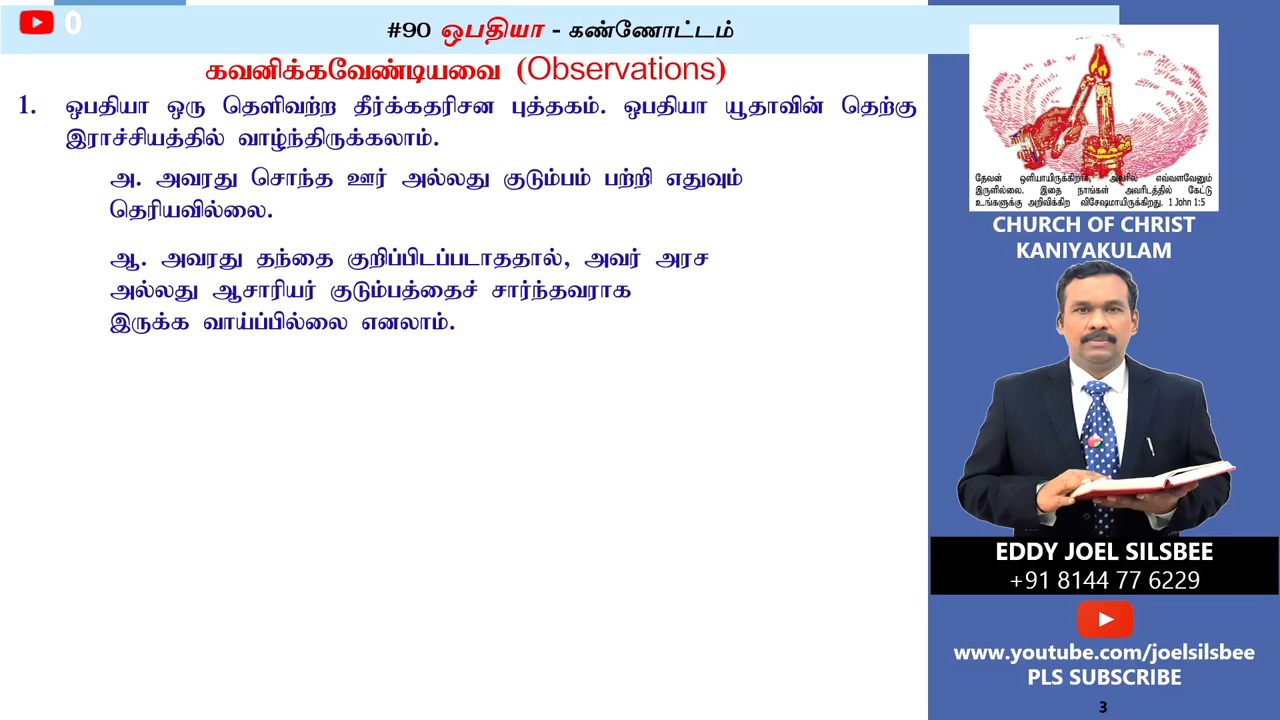 0
#90 ஒபதியா - கண்ணோட்டம்
கவனிக்கவேண்டியவை (Observations)
1. ஒபதியா ஒரு தெளிவற்ற தீர்க்கதரிசன புத்தகம். ஒபதியா யூதாவின் தெற்கு
இராச்சியத்தில் வாழ்ந்திருக்கலாம்.
அ. அவரது சொந்த ஊர் அல்லது குடும்பம் பற்றி எதுவும்
தெரியவில்லை.
ஆ. அவரது தந்தை குறிப்பிடப்படாததால், அவர் அரச
அல்லது ஆசாரியர் குடும்பத்தைச் சார்ந்தவராக
இருக்க வாய்ப்பில்லை எனலாம்.
தேவன் ஒளியாயிருக்கிறார், அவரில் எவ்வளவேனும்
இருளில்லை. இதை நாங்கள் அவரிடத்தில் கேட்டு
உங்களுக்கு அறிவிக்கிற விசேஷமாயிருக்கிறது. 1 John 1:5
CHURCH OF CHRIST
KANIYAKULAM
EDDY JOEL SILSBEE
+91 8144 77 6229
www.youtube.com/joelsilsbee
PLS SUBSCRIBE
3